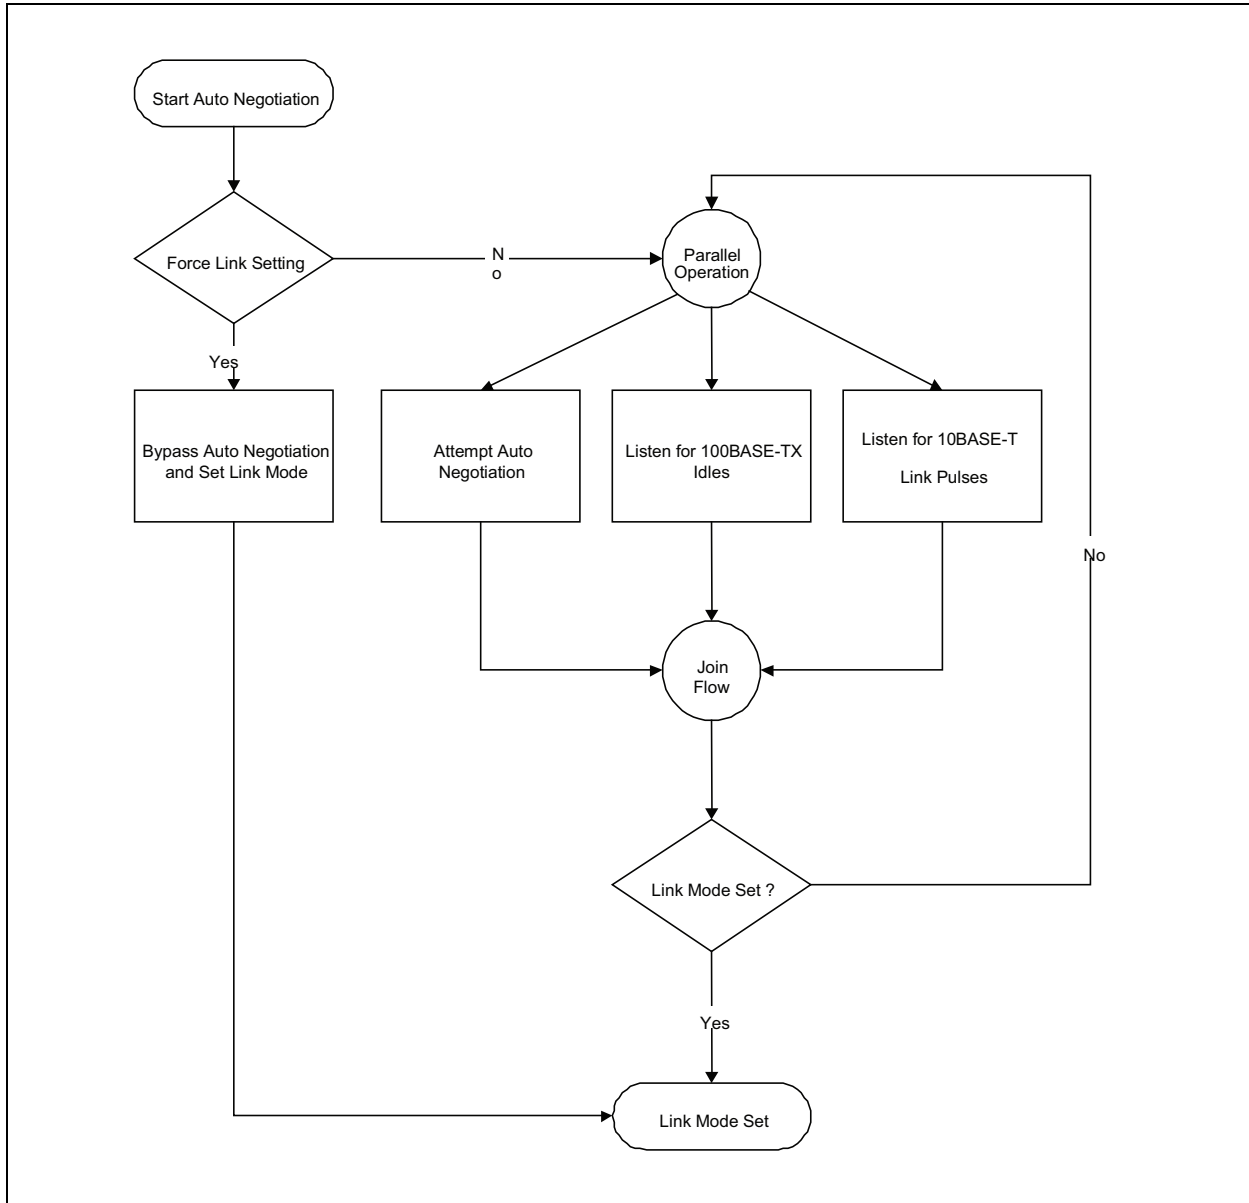 Start Auto Negotiation
Force Link Setting
N
o
Parallel
Operation
Yes
Bypass Auto Negotiation
and Set Link Mode
Attempt Auto
Negotiation
Listen for 100BASE-TX
Idles
Listen for 10BASE-T
Link Pulses
No
Join
Flow
Link Mode Set ?
Yes
Link Mode Set